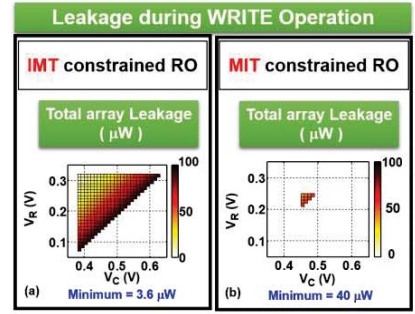 Leakage during WRITE Operation
IMT constrained RO
Total array Leakage
( μW )
100
50
0
0.3
0.2
0.1
V_R (V)
0.4 0.5 0.6
V_C (V)
(a)
Minimum = 3.6 μW
MIT constrained RO
Total array Leakage
( μW )
100
50
0
0.3
0.2
0.1
V_R (V)
0.4 0.5 0.6
V_C (V)
(b)
Minimum = 40 μW